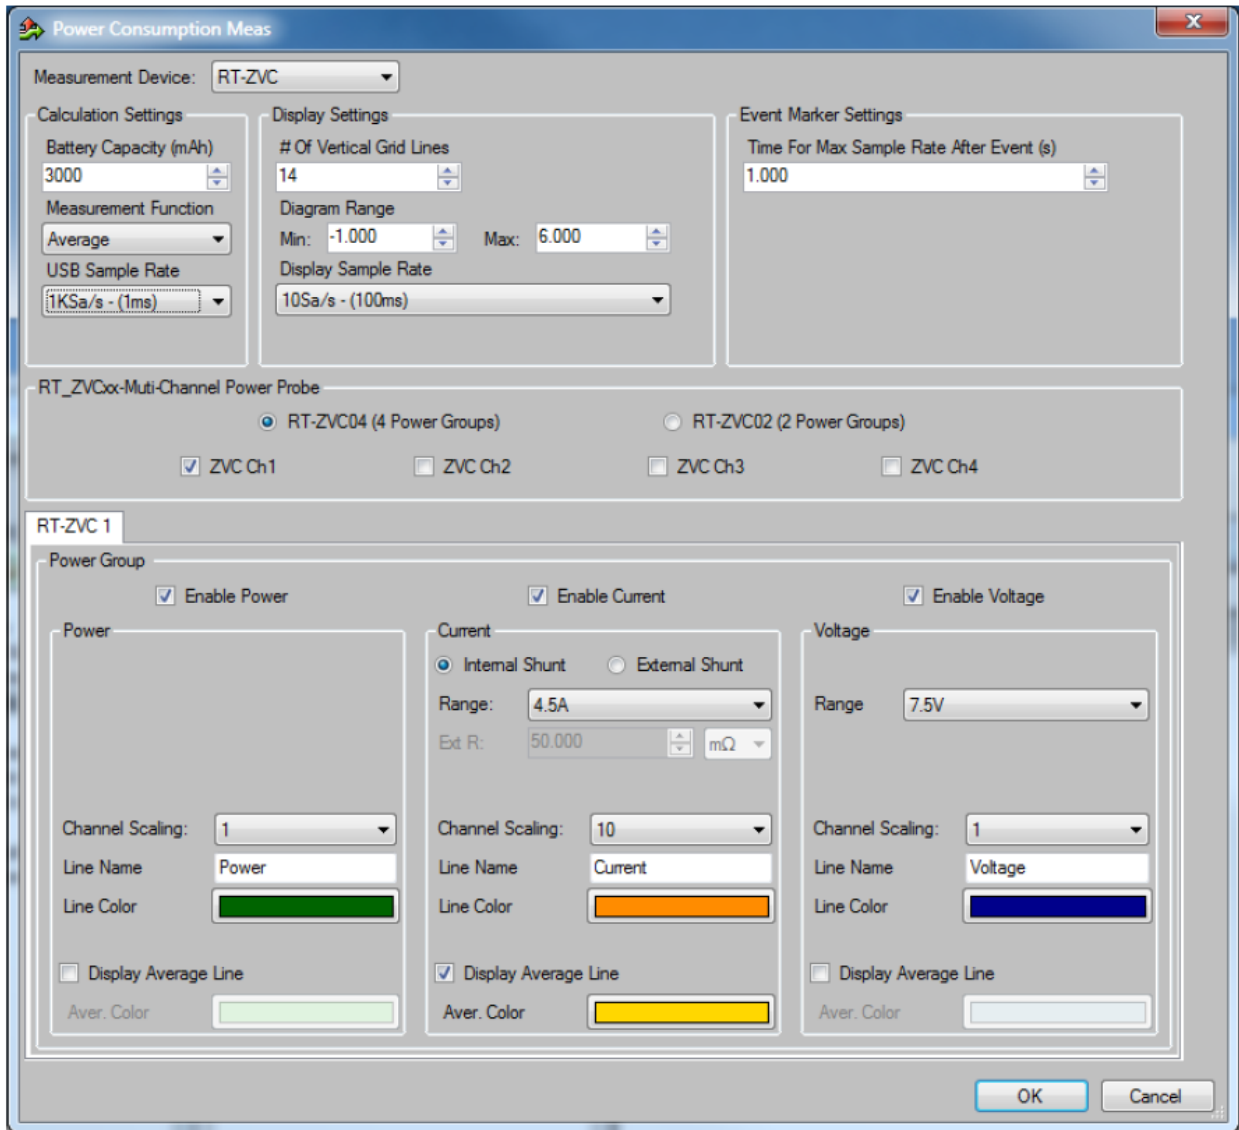 Power Consumption Meas
Measurement Device: RT-ZVC
Calculation Settings
Battery Capacity (mAh)
3000
Measurement Function
Average
USB Sample Rate
1KSa/s - (1ms)
Display Settings
# Of Vertical Grid Lines
14
Diagram Range
Min: -1.000 Max: 6.000
Display Sample Rate
10Sa/s - (100ms)
Event Marker Settings
Time For Max Sample Rate After Event (s)
1.000
RT_ZVCxx-Muti-Channel Power Probe
RT-ZVC04 (4 Power Groups) RT-ZVC02 (2 Power Groups)
ZVC Ch1 ZVC Ch2 ZVC Ch3 ZVC Ch4
RT-ZVC 1
Power Group
Enable Power Enable Current Enable Voltage
Power
Channel Scaling: 1
Line Name Power
Line Color
Display Average Line
Aver. Color
Current
Internal Shunt External Shunt
Range: 4.5A
Ext R: 50.000 mΩ
Channel Scaling: 10
Line Name Current
Line Color
Display Average Line
Aver. Color
Voltage
Range 7.5V
Channel Scaling: 1
Line Name Voltage
Line Color
Display Average Line
Aver. Color
OK Cancel